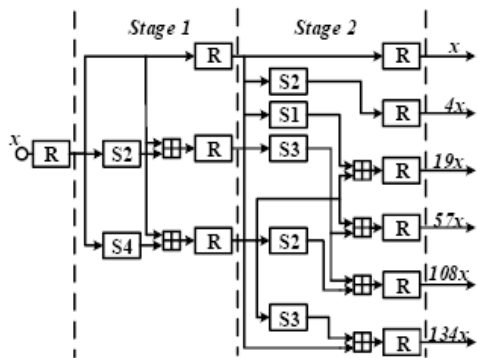 Stage 1 Stage 2
R R x
S2
R 4x
S1
x R S2 R S3 R 19x
R 57x
S4 R S2
R 108x
S3
R 134x